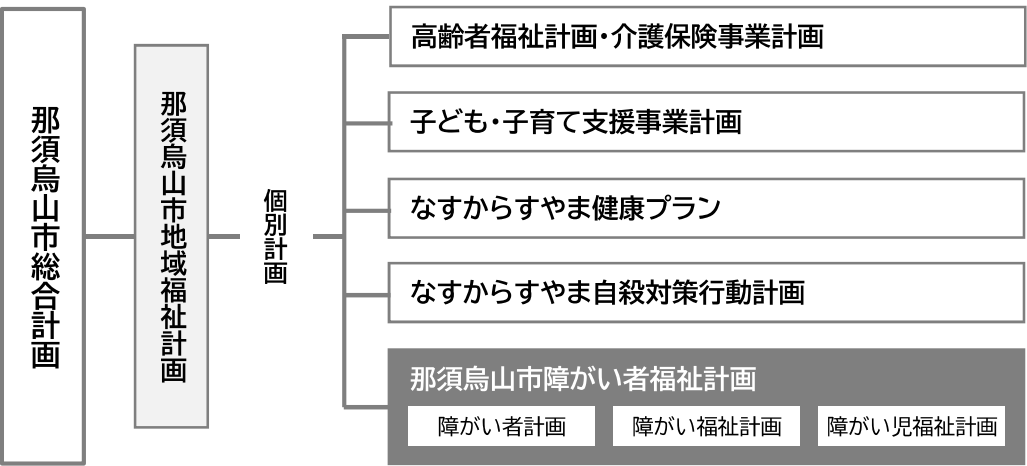 那須烏山市総合計画
那須烏山市地域福祉計画
個別計画
高齢者福祉計画・介護保険事業計画
子ども・子育て支援事業計画
なすからすやま健康プラン
なすからすやま自殺対策行動計画
那須烏山市障がい者福祉計画
障がい者計画
障がい福祉計画
障がい児福祉計画